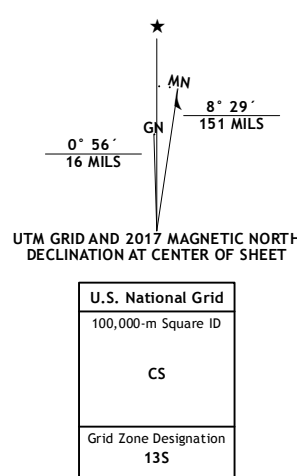 MN
GN
8° 29´
151 MILS
0° 56´
16 MILS
UTM GRID AND 2017 MAGNETIC NORTH
DECLINATION AT CENTER OF SHEET
U.S. National Grid
100,000-m Square ID
CS
Grid Zone Designation
13S